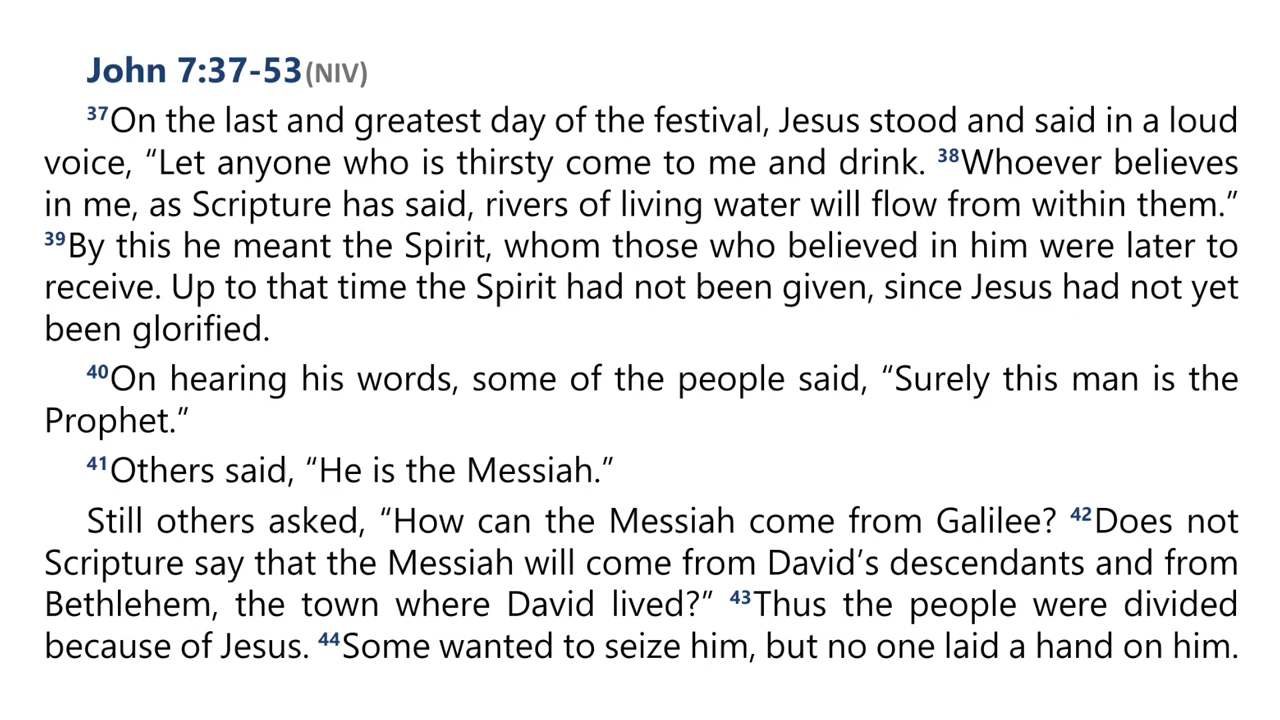 John 7:37-53(NIV)
37On the last and greatest day of the festival, Jesus stood and said in a loud
voice, “Let anyone who is thirsty come to me and drink. 38Whoever believes
in me, as Scripture has said, rivers of living water will flow from within them.”
39By this he meant the Spirit, whom those who believed in him were later to
receive. Up to that time the Spirit had not been given, since Jesus had not yet
been glorified.
40On hearing his words, some of the people said, “Surely this man is the
Prophet.”
41Others said, “He is the Messiah.”
Still others asked, “How can the Messiah come from Galilee? 42Does not
Scripture say that the Messiah will come from David’s descendants and from
Bethlehem, the town where David lived?” 43Thus the people were divided
because of Jesus. 44Some wanted to seize him, but no one laid a hand on him.